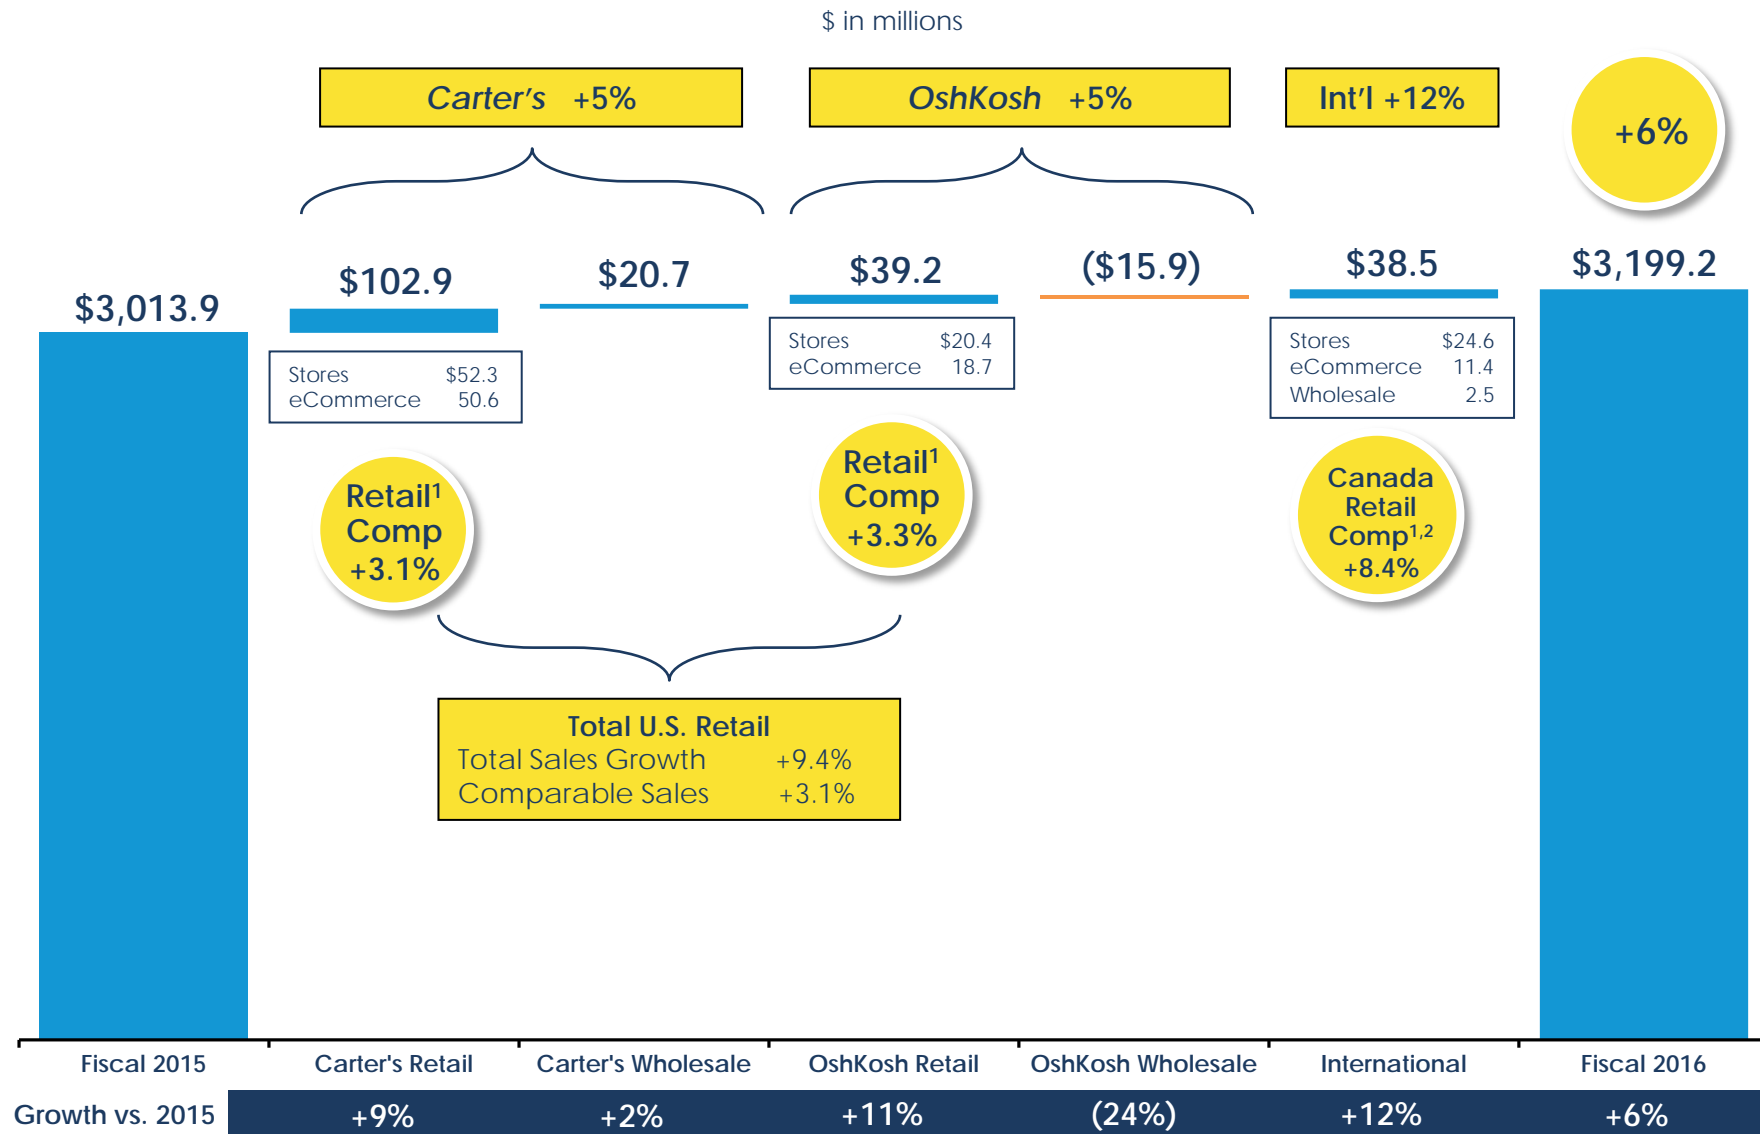 $ in millions
Carter's +5%
OshKosh +5%
Int'l +12%
+6%
$3,013.9
$102.9
$20.7
$39.2
($15.9)
$38.5
$3,199.2
Stores $52.3
eCommerce 50.6
Stores $20.4
eCommerce 18.7
Stores $24.6
eCommerce 11.4
Wholesale 2.5
Retail¹
Comp
+3.1%
Retail¹
Comp
+3.3%
Canada
Retail
Comp¹,²
+8.4%
Total U.S. Retail
Total Sales Growth +9.4%
Comparable Sales +3.1%
Fiscal 2015 Carter's Retail Carter's Wholesale OshKosh Retail OshKosh Wholesale International Fiscal 2016
Growth vs. 2015 +9% +2% +11% (24%) +12% +6%